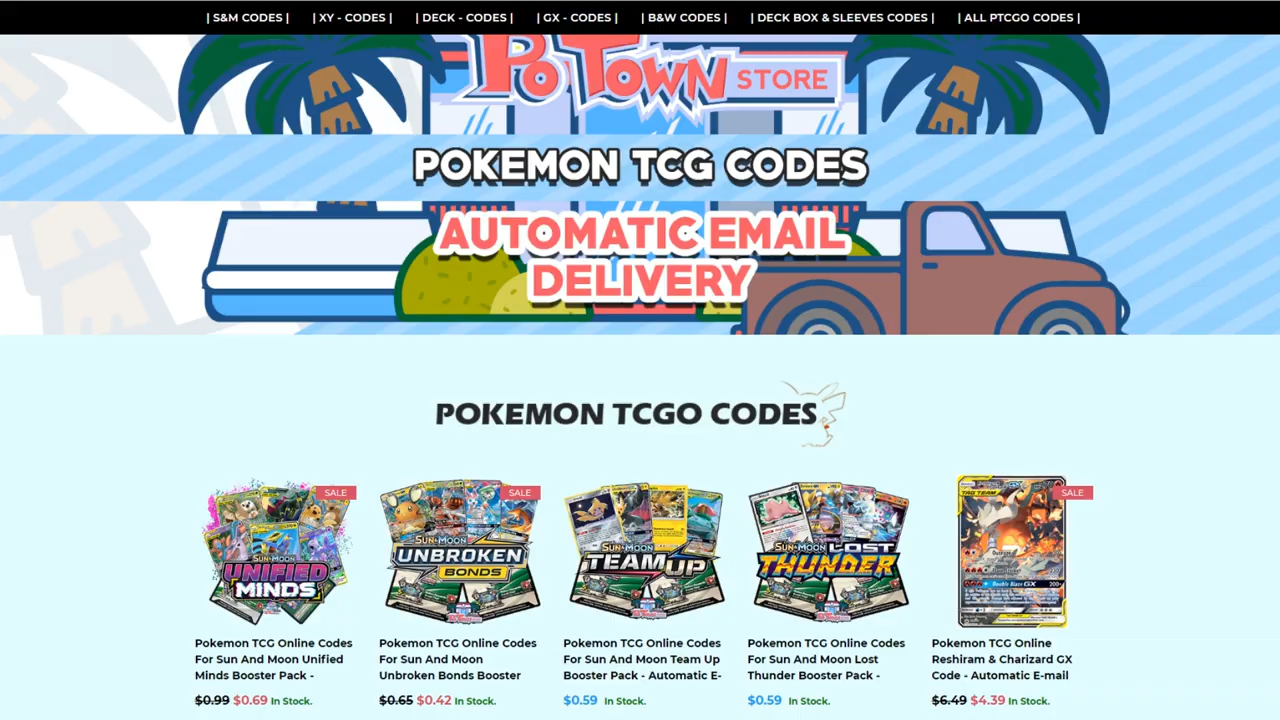 | S&M CODES | | XY - CODES | | DECK - CODES | | GX - CODES | | B&W CODES | | DECK BOX & SLEEVES CODES | | ALL PTCGO CODES |
PO TOWN STORE
POKEMON TCG CODES
AUTOMATIC EMAIL
DELIVERY
POKEMON TCGO CODES
SALE SALE SALE
SUN & MOON UNIFIED MINDS
SUN & MOON UNBROKEN BONDS
SUN & MOON TEAM UP
SUN & MOON LOST THUNDER
TAG TEAM
Double Blaze GX 200+
Pokemon TCG Online Codes
For Sun And Moon Unified
Minds Booster Pack -
$0.99 $0.69 In Stock.
Pokemon TCG Online Codes
For Sun And Moon
Unbroken Bonds Booster
$0.65 $0.42 In Stock.
Pokemon TCG Online Codes
For Sun And Moon Team Up
Booster Pack - Automatic E-
$0.59 In Stock.
Pokemon TCG Online Codes
For Sun And Moon Lost
Thunder Booster Pack -
$0.59 In Stock.
Pokemon TCG Online
Reshiram & Charizard GX
Code - Automatic E-mail
$6.49 $4.39 In Stock.